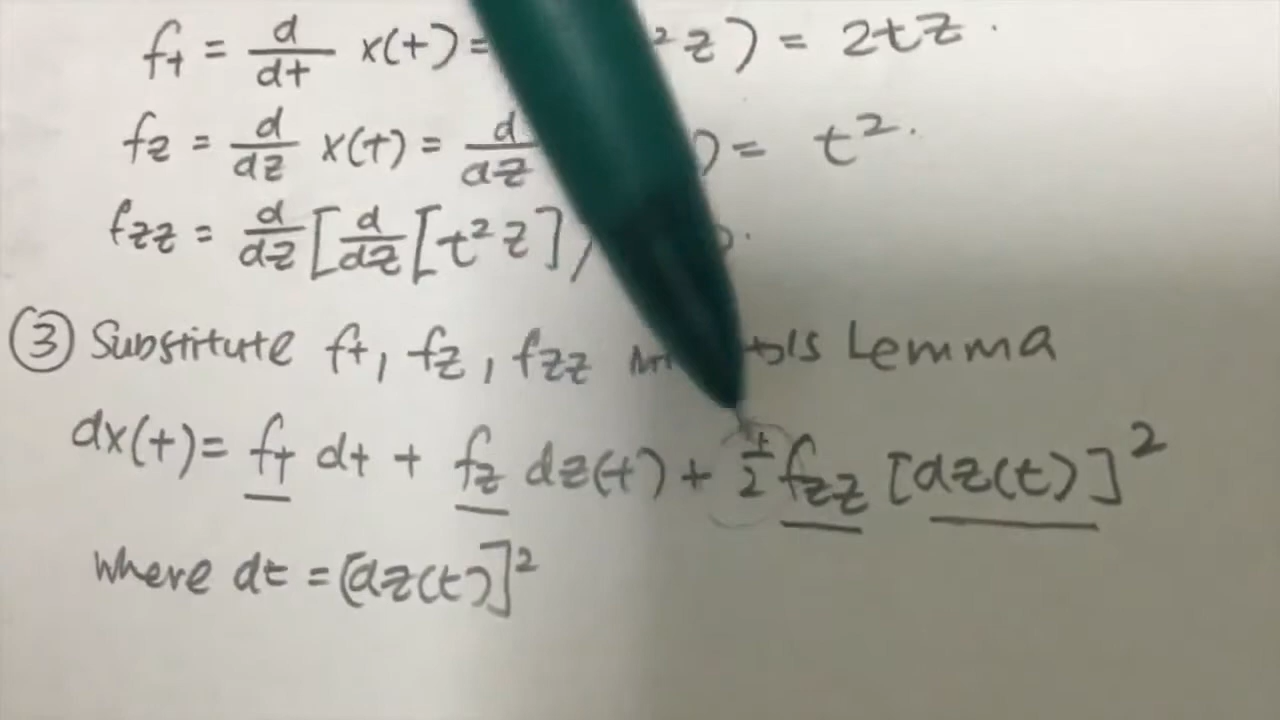 ft = d/dt x(t) = ²z) = 2tz.
fz = d/dz x(t) = d/dz ) = t².
fzz = d/dz [d/dz [t²z]
③ Substitute ft, fz, fzz Lemma
dx(t) = ft dt + fz dz(t) + ½ fzz [dz(t)]²
where dt = [dz(t)]²